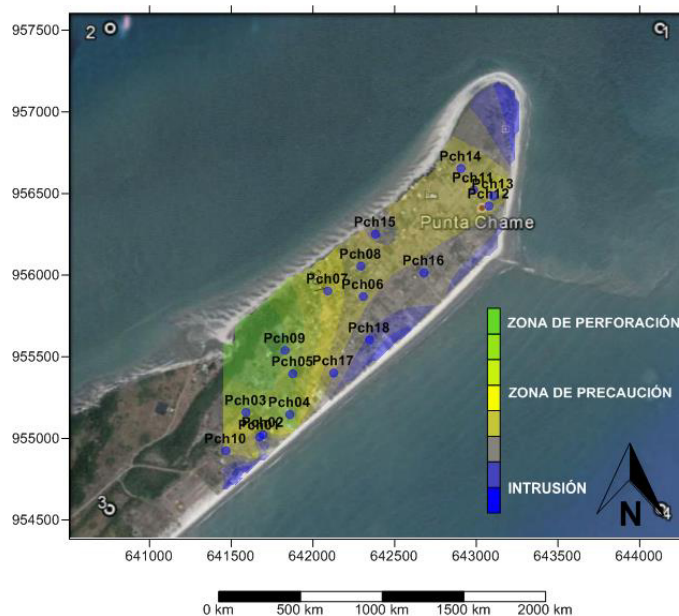 957500
957000
956500
956000
955500
955000
954500
2
1
3
4
Pch14
Pch11
Pch13
Pch12
Punta Chame
Pch15
Pch08
Pch16
Pch07
Pch06
Pch18
Pch09
Pch05
Pch17
Pch03
Pch04
Pch02
Pch01
Pch10
ZONA DE PERFORACIÓN
ZONA DE PRECAUCIÓN
INTRUSIÓN
N
641000 641500 642000 642500 643000 643500 644000
0 km 500 km 1000 km 1500 km 2000 km